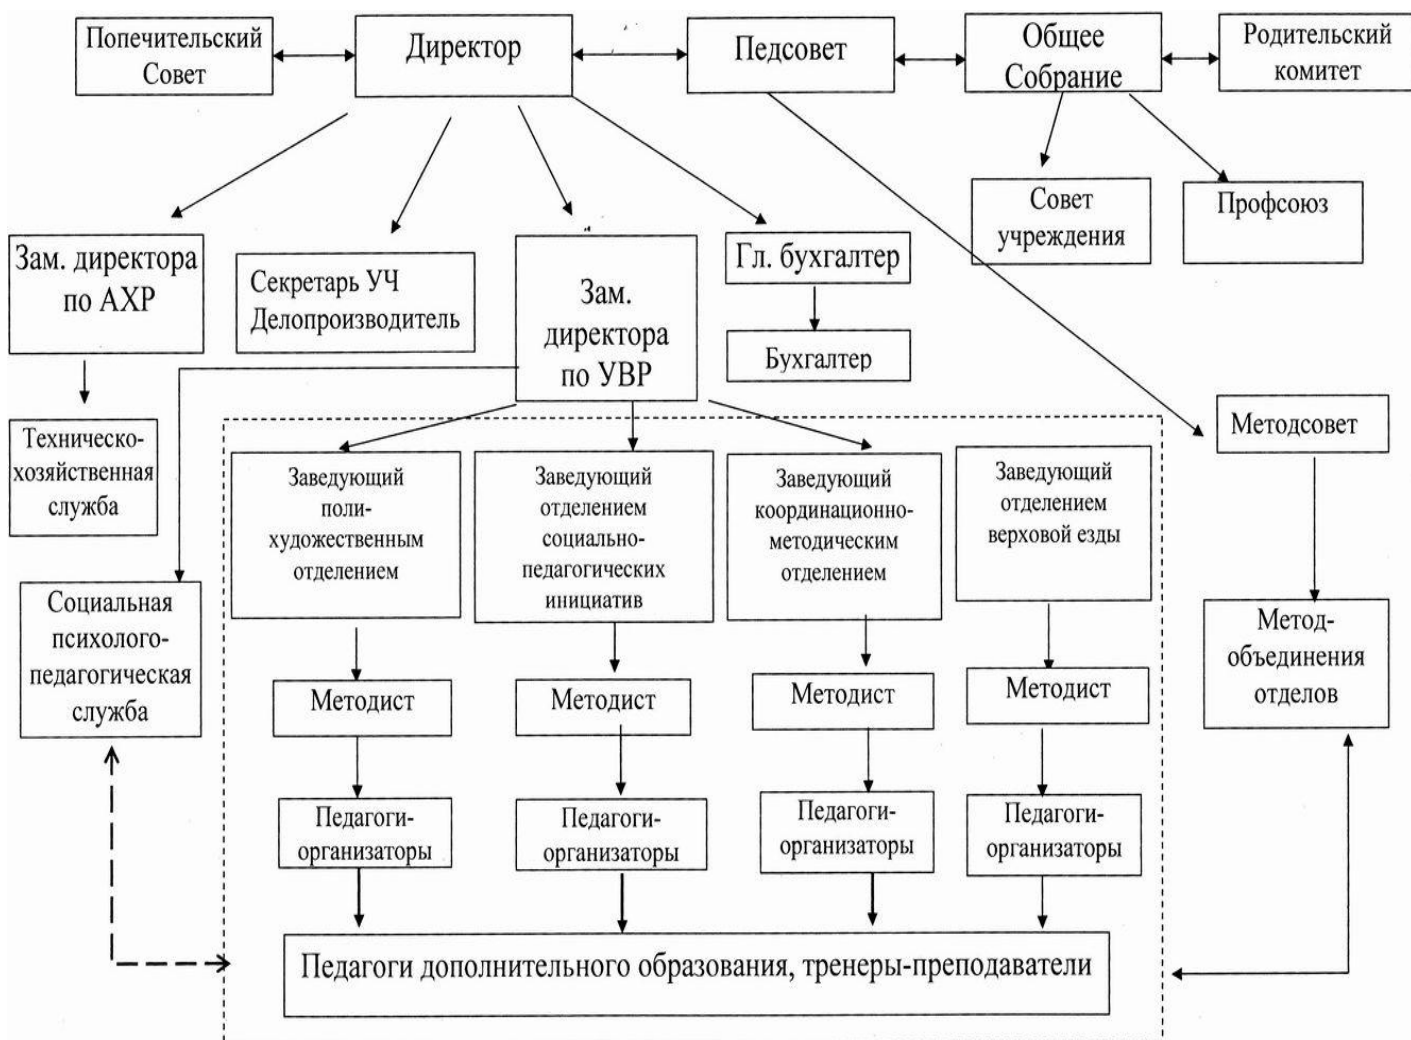 Попечительский
Совет
Директор
Педсовет
Общее
Собрание
Родительский
комитет
Совет
учреждения
Профсоюз
Зам. директора
по АХР
Секретарь УЧ
Делопроизводитель
Зам.
директора
по УВР
Гл. бухгалтер
Бухгалтер
Техническо-
хозяйственная
служба
Заведующий
поли-
художественным
отделением
Заведующий
отделением
социально-
педагогических
инициатив
Заведующий
координационно-
методическим
отделением
Заведующий
отделением
верховой езды
Методсовет
Социальная
психолого-
педагогическая
служба
Методист
Методист
Методист
Методист
Метод-
объединения
отделов
Педагоги-
организаторы
Педагоги-
организаторы
Педагоги-
организаторы
Педагоги-
организаторы
Педагоги дополнительного образования, тренеры-преподаватели